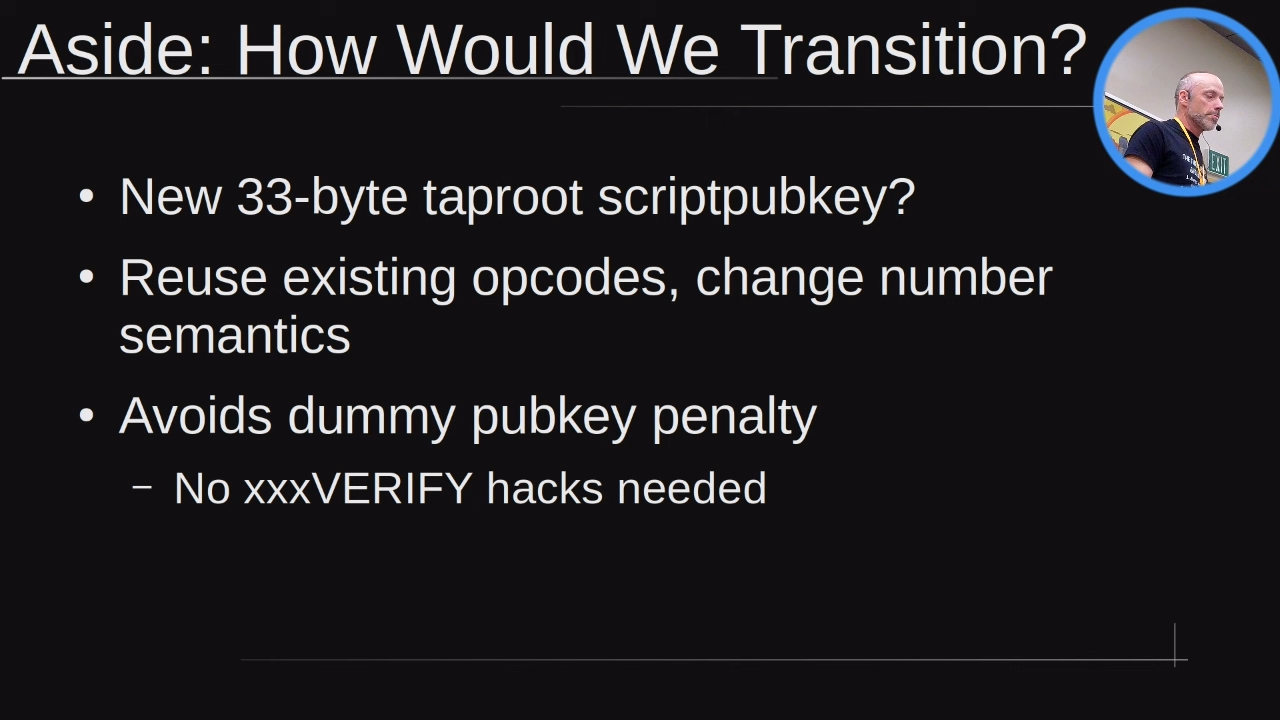 Aside: How Would We Transition?
• New 33-byte taproot scriptpubkey?
• Reuse existing opcodes, change number
semantics
• Avoids dummy pubkey penalty
– No xxxVERIFY hacks needed
EXIT